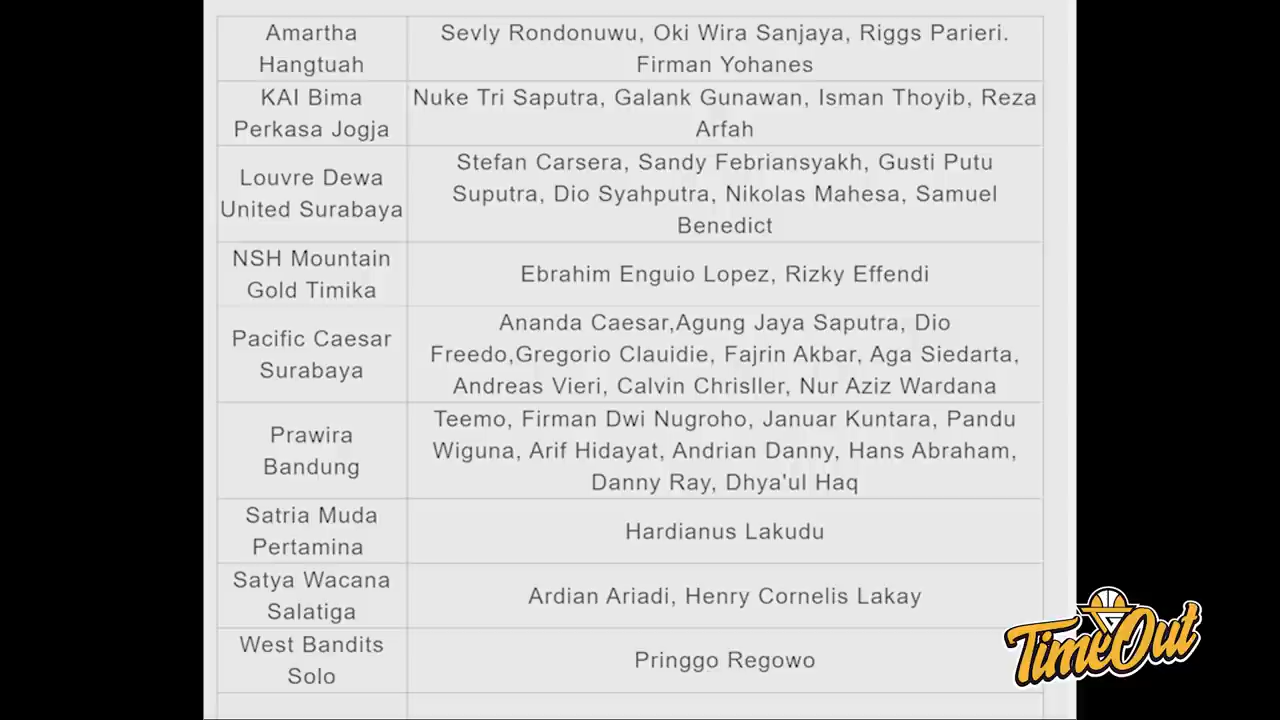 Amartha
Hangtuah
Sevly Rondonuwu, Oki Wira Sanjaya, Riggs Parieri.
Firman Yohanes
KAI Bima
Perkasa Jogja
Nuke Tri Saputra, Galank Gunawan, Isman Thoyib, Reza
Arfah
Louvre Dewa
United Surabaya
Stefan Carsera, Sandy Febriansyakh, Gusti Putu
Suputra, Dio Syahputra, Nikolas Mahesa, Samuel
Benedict
NSH Mountain
Gold Timika
Ebrahim Enguio Lopez, Rizky Effendi
Pacific Caesar
Surabaya
Ananda Caesar,Agung Jaya Saputra, Dio
Freedo,Gregorio Clauidie, Fajrin Akbar, Aga Siedarta,
Andreas Vieri, Calvin Chrisller, Nur Aziz Wardana
Prawira
Bandung
Teemo, Firman Dwi Nugroho, Januar Kuntara, Pandu
Wiguna, Arif Hidayat, Andrian Danny, Hans Abraham,
Danny Ray, Dhya'ul Haq
Satria Muda
Pertamina
Hardianus Lakudu
Satya Wacana
Salatiga
Ardian Ariadi, Henry Cornelis Lakay
West Bandits
Solo
Pringgo Regowo
TimeOut